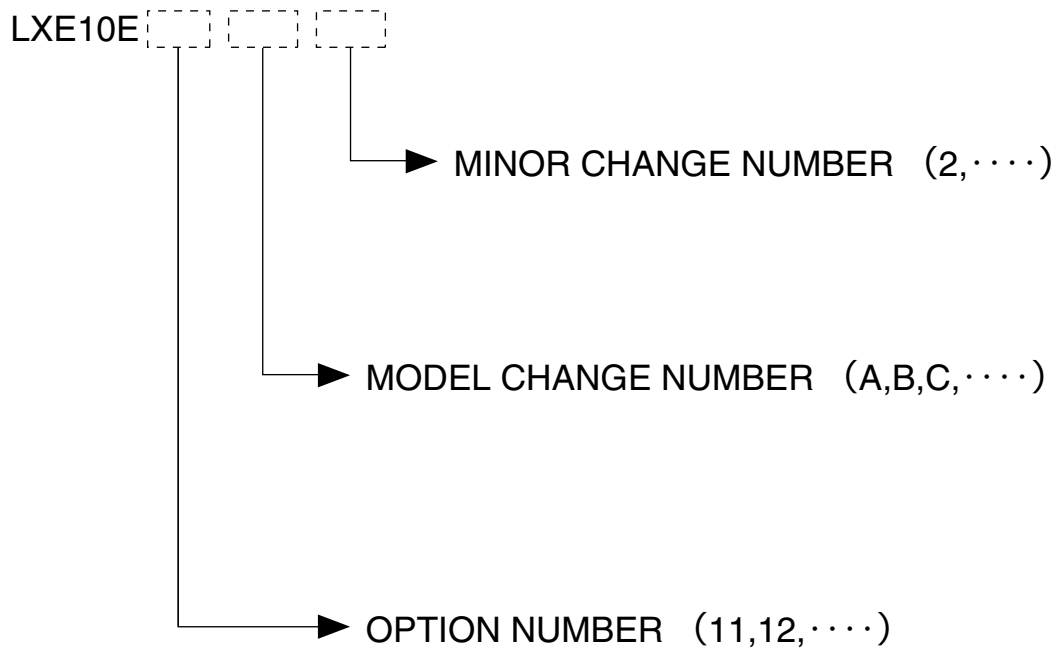 LXE10E
MINOR CHANGE NUMBER （2,‥‥）
MODEL CHANGE NUMBER （A,B,C,‥‥）
OPTION NUMBER （11,12,‥‥）